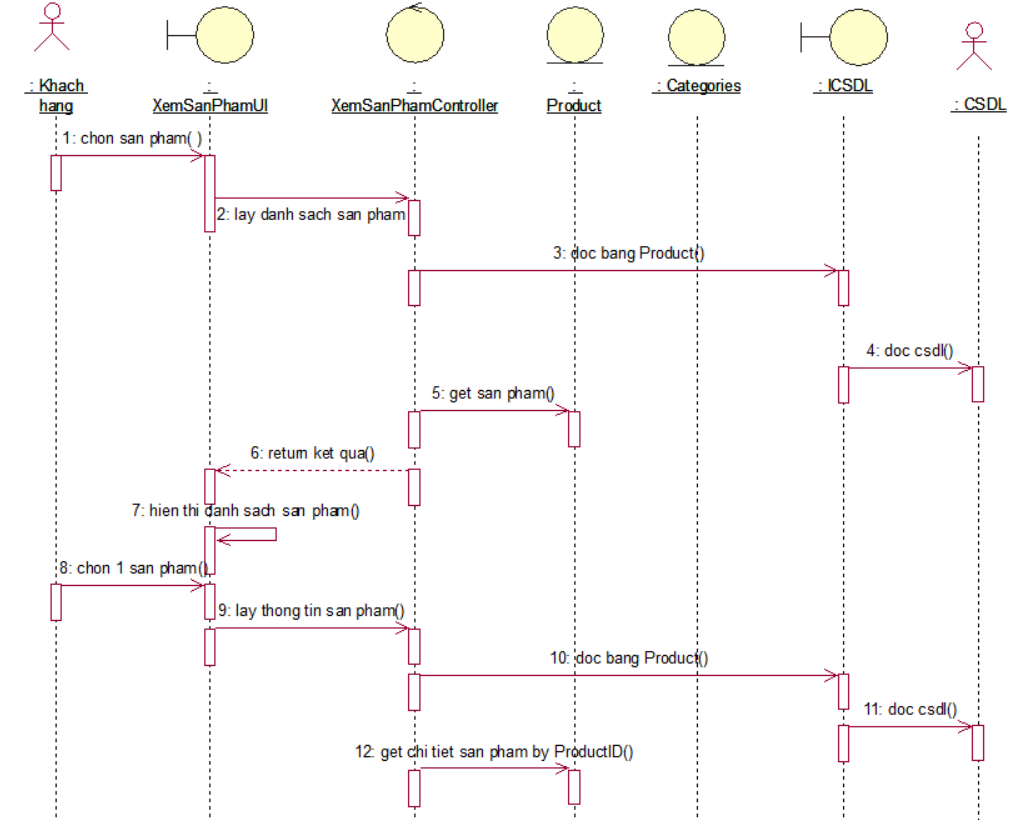 : Khach
hang
:
XemSanPhamUI
:
XemSanPhamController
:
Product
: Categories
: ICSDL
: CSDL
1: chon san pham( )
2: lay danh sach san pham
3: doc bang Product()
4: doc csdl()
5: get san pham()
6: return ket qua()
7: hien thi danh sach san pham()
8: chon 1 san pham()
9: lay thong tin san pham()
10: doc bang Product()
11: doc csdl()
12: get chi tiet san pham by ProductID()